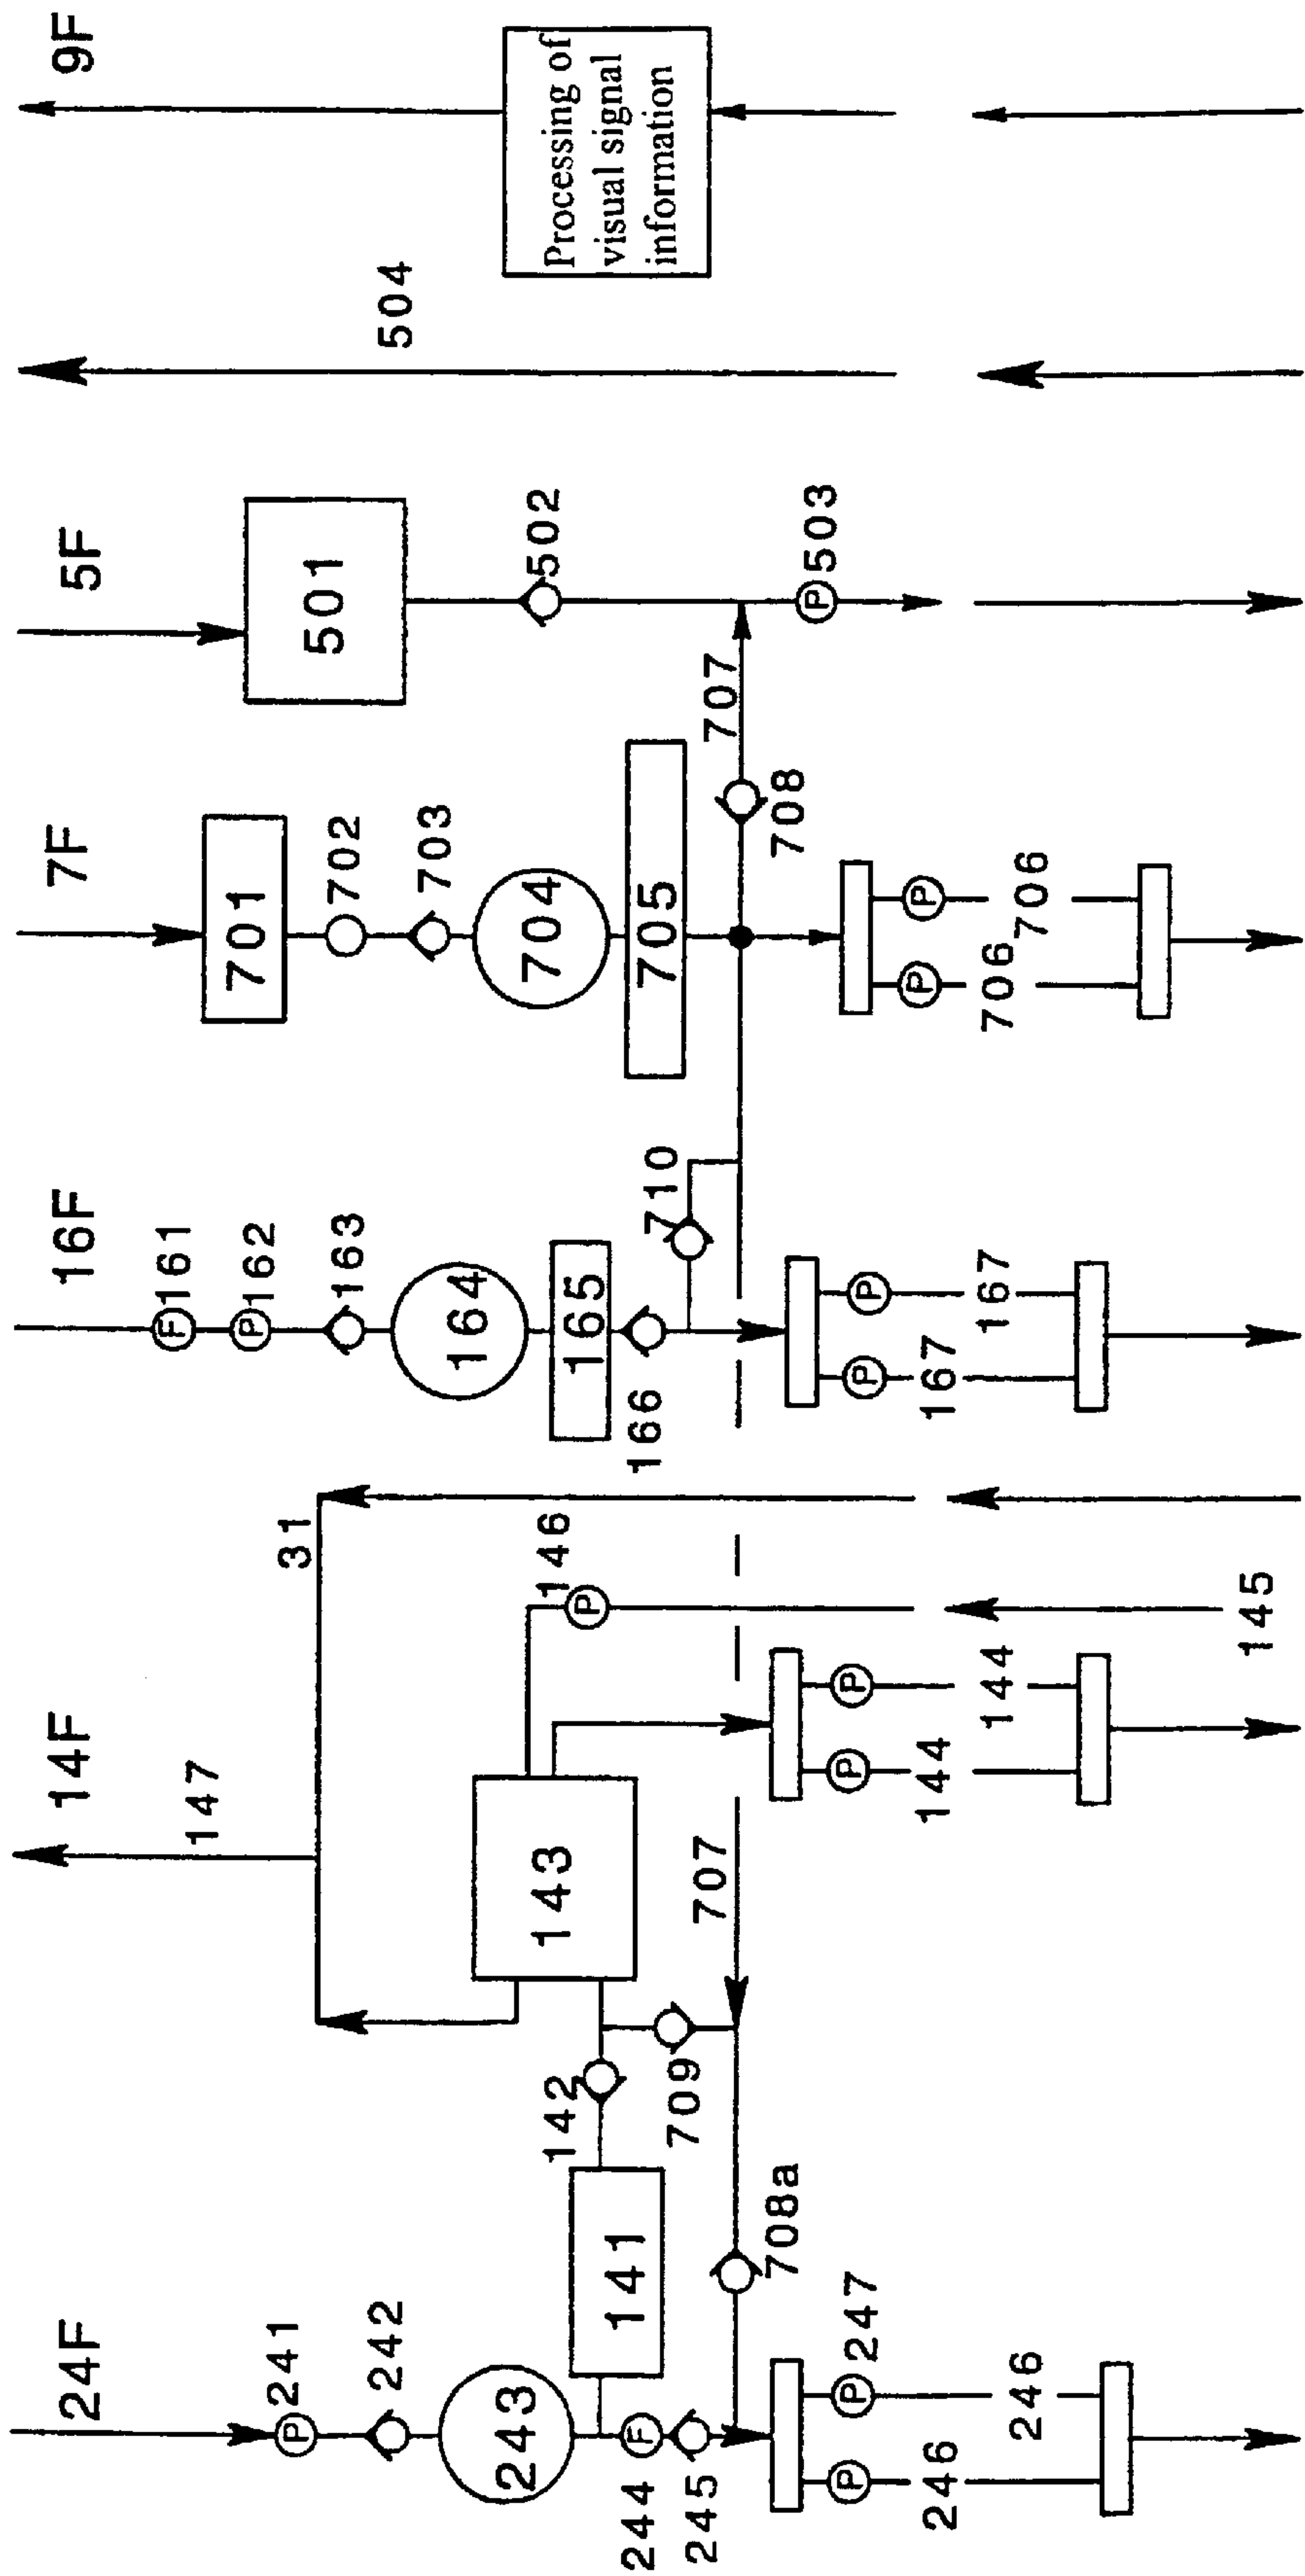 24F
P 241
242
243
F
244
245
P
P 247
246
246
14F
147
31
141
142
143
P 146
709
707
708a
P
P
144
144
145
16F
F 161
P 162
163
164
165
166
710
P
P
167
167
7F
701
702
703
704
705
707
708
P
P
706
706
5F
501
502
P 503
504
9F
Processing of
visual signal
information